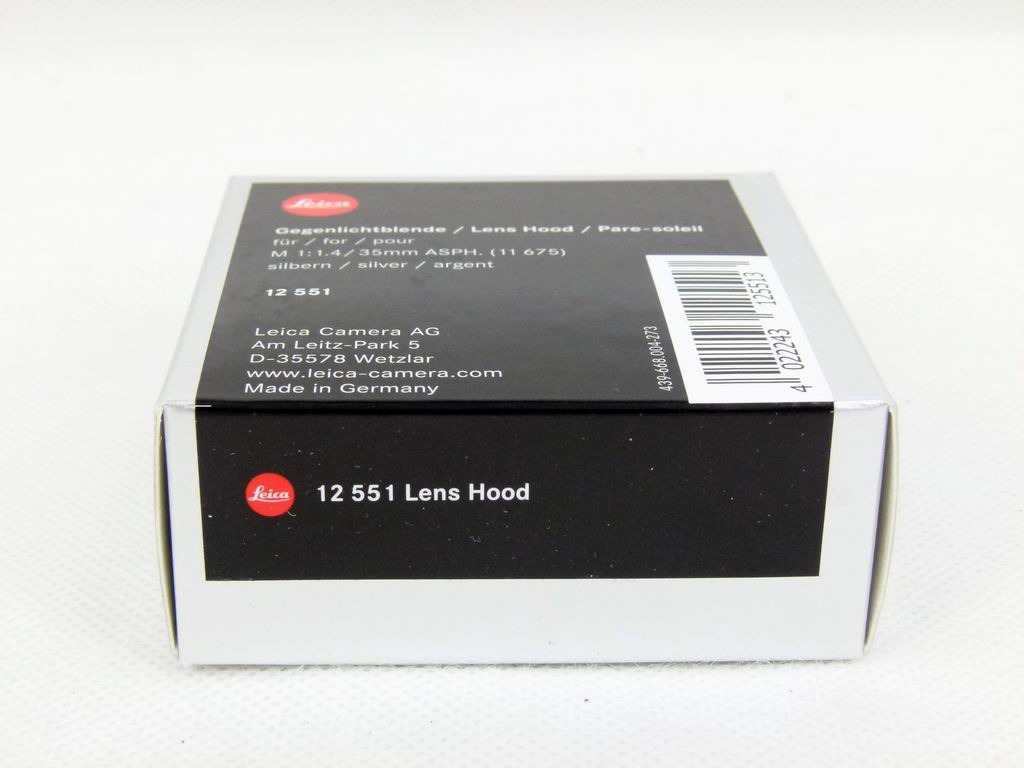 Leica
Gegenlichtblende / Lens Hood / Pare-soleil
für / for / pour
M 1:1.4/35mm ASPH. (11 675)
silbern / silver / argent
12 551
Leica Camera AG
Am Leitz-Park 5
D-35578 Wetzlar
www.leica-camera.com
Made in Germany
439-668.004-273
4 022243 125513
Leica
12 551 Lens Hood